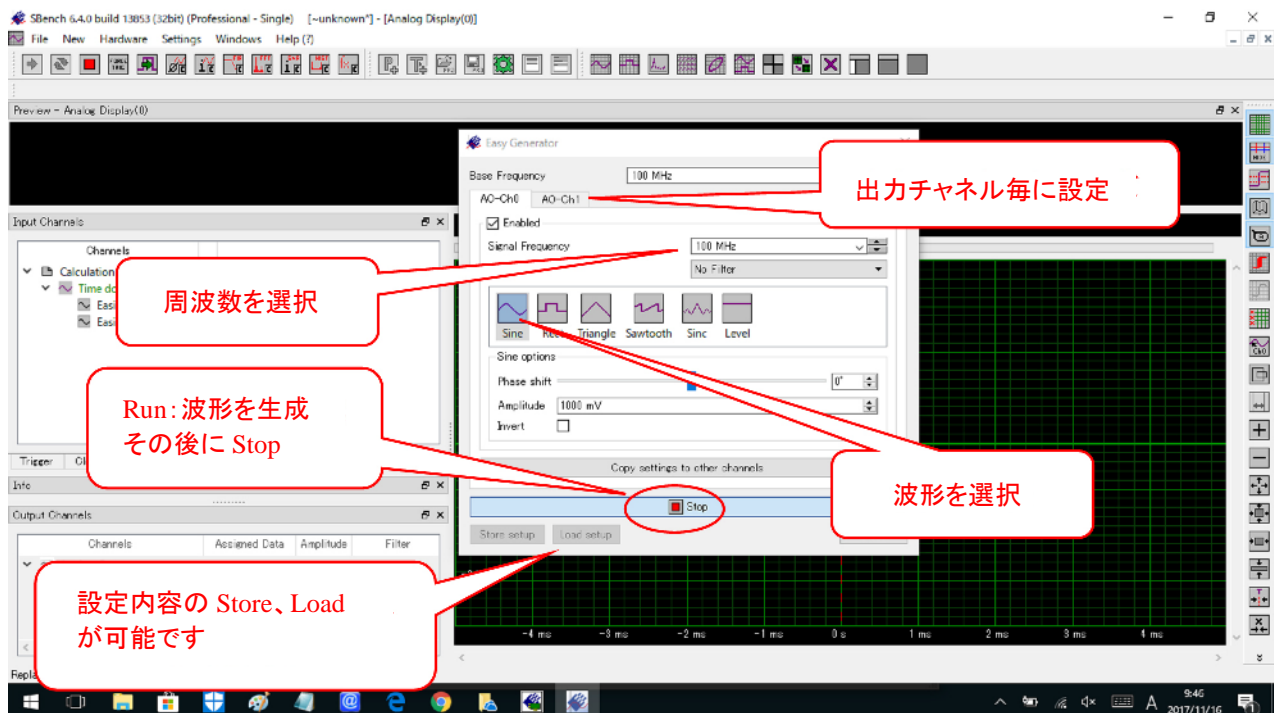 SBench 6.4.0 build 13853 (32bit) (Professional - Single) [~unknown*] - [Analog Display(0)]
File New Hardware Settings Windows Help (?)
Preview - Analog Display(0)
Easy Generator
Base Frequency 100 MHz
出力チャネル毎に設定
AO-Ch0 AO-Ch1
Input Channels
Enabled
Signal Frequency 100 MHz
Channels
No Filter
Calculation
Time do
Easi
Easi
周波数を選択
Sine Rect Triangle Sawtooth Sinc Level
Sine options
Phase shift 0°
Amplitude 1000 mV
Invert
Run：波形を生成
その後に Stop
Copy settings to other channels
Trigger
Info
波形を選択
Stop
Output Channels
Store setup Load setup
Channels Assigned Data Amplitude Filter
設定内容の Store、Load
が可能です
-4 ms -3 ms -2 ms -1 ms 0 s 1 ms 2 ms 3 ms 4 ms
Repla
A 9:46
2017/11/16